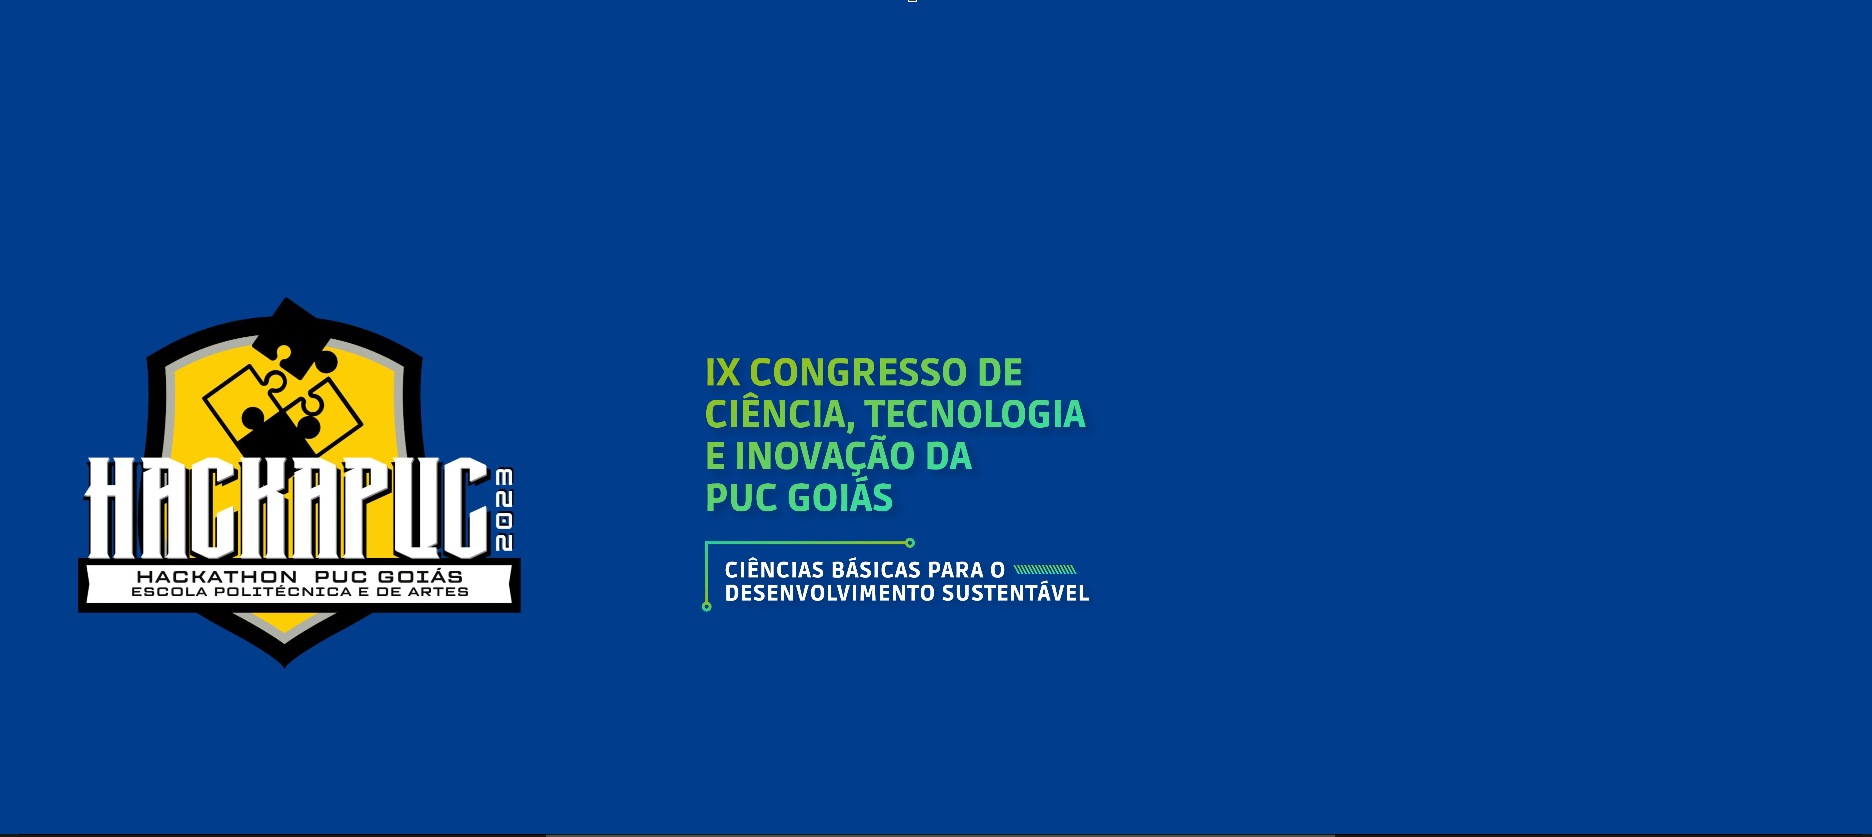 HACKAPUC
2023
HACKATHON PUC GOIÁS
ESCOLA POLITÉCNICA E DE ARTES
IX CONGRESSO DE
CIÊNCIA, TECNOLOGIA
E INOVAÇÃO DA
PUC GOIÁS
CIÊNCIAS BÁSICAS PARA O
DESENVOLVIMENTO SUSTENTÁVEL